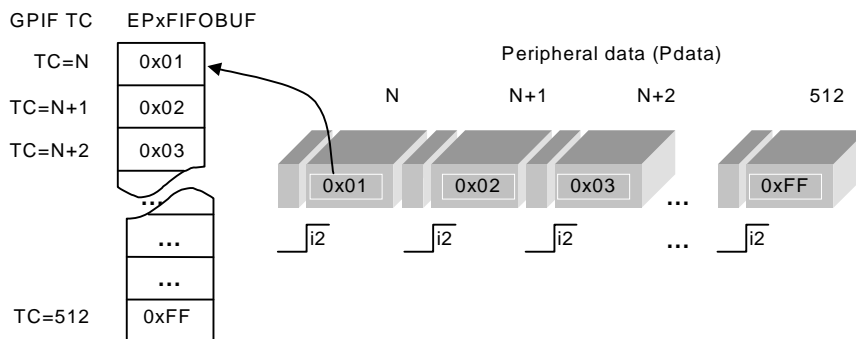 GPIF TC EPxFIFOBUF
Peripheral data (Pdata)
TC=N 0x01
N N+1 N+2 512
TC=N+1 0x02
TC=N+2 0x03
0x01 0x02 0x03 ... 0xFF
...
i2 i2 i2 ... i2
...
...
TC=512 0xFF